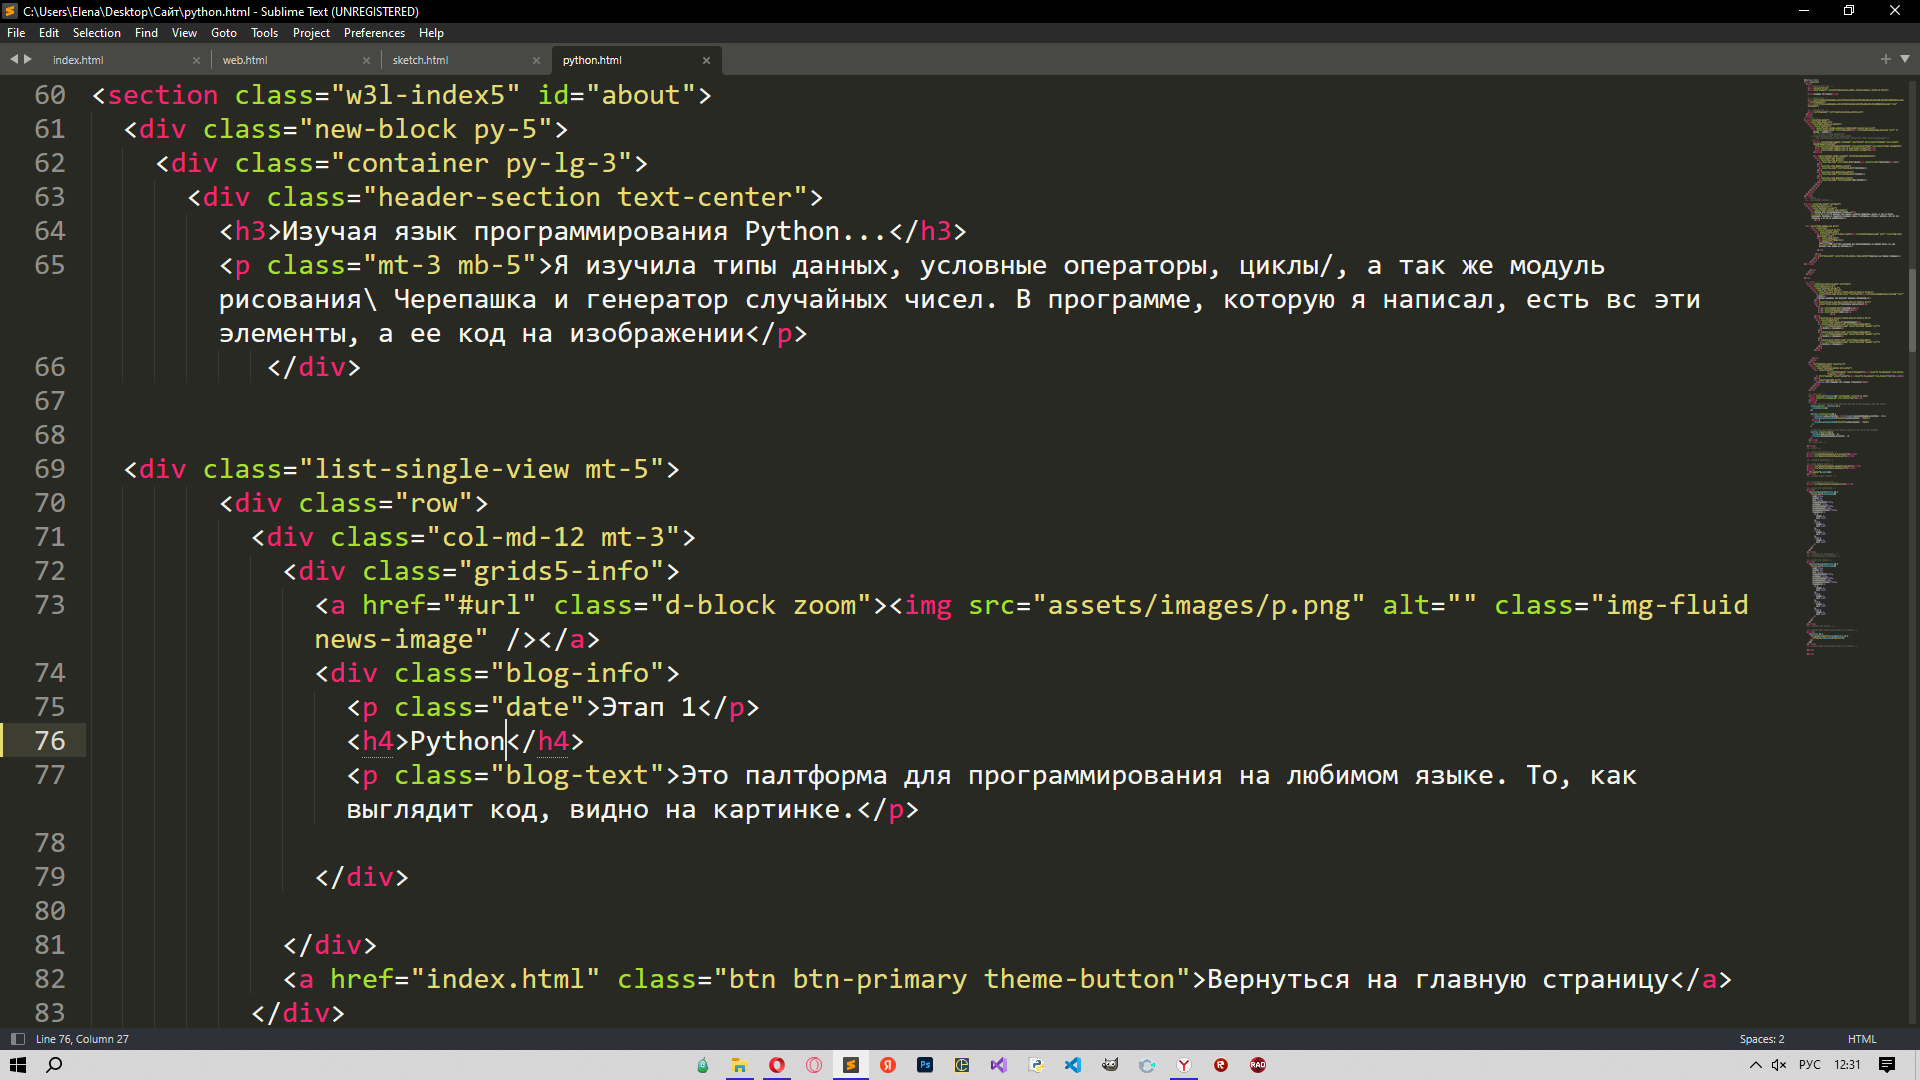 C:\Users\Elena\Desktop\Сайт\python.html - Sublime Text (UNREGISTERED)
File Edit Selection Find View Goto Tools Project Preferences Help
index.html web.html sketch.html python.html
60 <section class="w3l-index5" id="about">
61 <div class="new-block py-5">
62 <div class="container py-lg-3">
63 <div class="header-section text-center">
64 <h3>Изучая язык программирования Python...</h3>
65 <p class="mt-3 mb-5">Я изучила типы данных, условные операторы, циклы/, а так же модуль
рисования\ Черепашка и генератор случайных чисел. В программе, которую я написал, есть вс эти
элементы, а ее код на изображении</p>
66 </div>
67
68
69 <div class="list-single-view mt-5">
70 <div class="row">
71 <div class="col-md-12 mt-3">
72 <div class="grids5-info">
73 <a href="#url" class="d-block zoom"><img src="assets/images/p.png" alt="" class="img-fluid
news-image" /></a>
74 <div class="blog-info">
75 <p class="date">Этап 1</p>
76 <h4>Python</h4>
77 <p class="blog-text">Это палтформа для программирования на любимом языке. То, как
выглядит код, видно на картинке.</p>
78
79 </div>
80
81 </div>
82 <a href="index.html" class="btn btn-primary theme-button">Вернуться на главную страницу</a>
83 </div>
Line 76, Column 27 Spaces: 2 HTML
Я Ps Y R RAD РУС 12:31